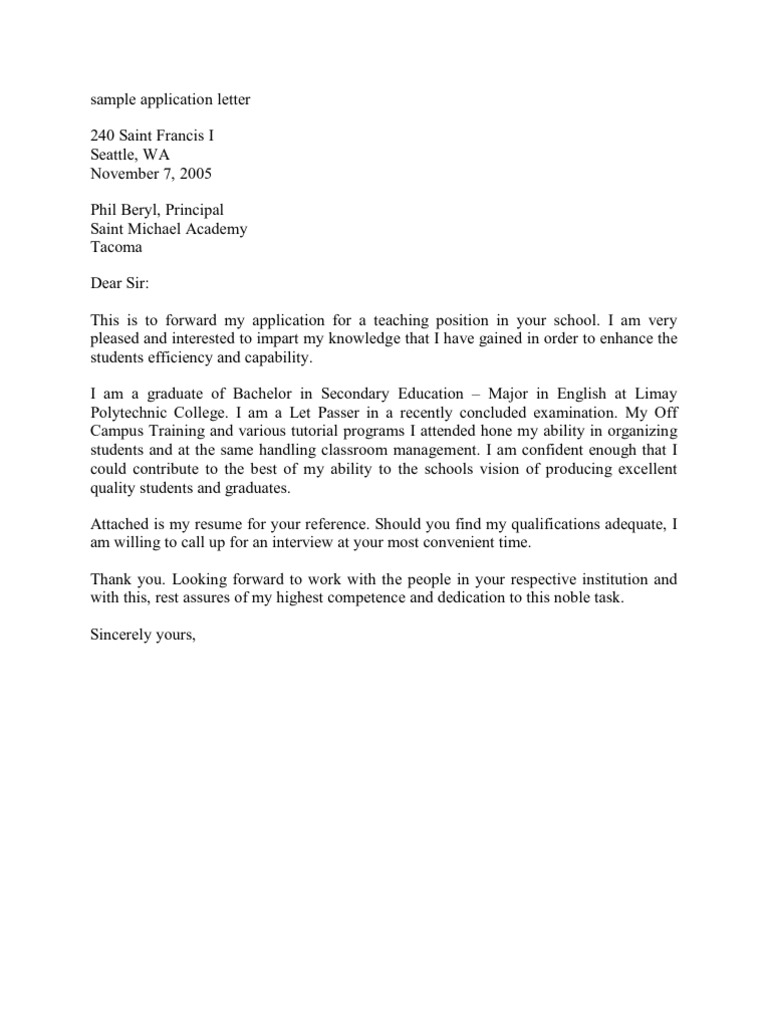 sample application letter
240 Saint Francis I
Seattle, WA
November 7, 2005
Phil Beryl, Principal
Saint Michael Academy
Tacoma
Dear Sir:
This is to forward my application for a teaching position in your school. I am very
pleased and interested to impart my knowledge that I have gained in order to enhance the
students efficiency and capability.
I am a graduate of Bachelor in Secondary Education – Major in English at Limay
Polytechnic College. I am a Let Passer in a recently concluded examination. My Off
Campus Training and various tutorial programs I attended hone my ability in organizing
students and at the same handling classroom management. I am confident enough that I
could contribute to the best of my ability to the schools vision of producing excellent
quality students and graduates.
Attached is my resume for your reference. Should you find my qualifications adequate, I
am willing to call up for an interview at your most convenient time.
Thank you. Looking forward to work with the people in your respective institution and
with this, rest assures of my highest competence and dedication to this noble task.
Sincerely yours,